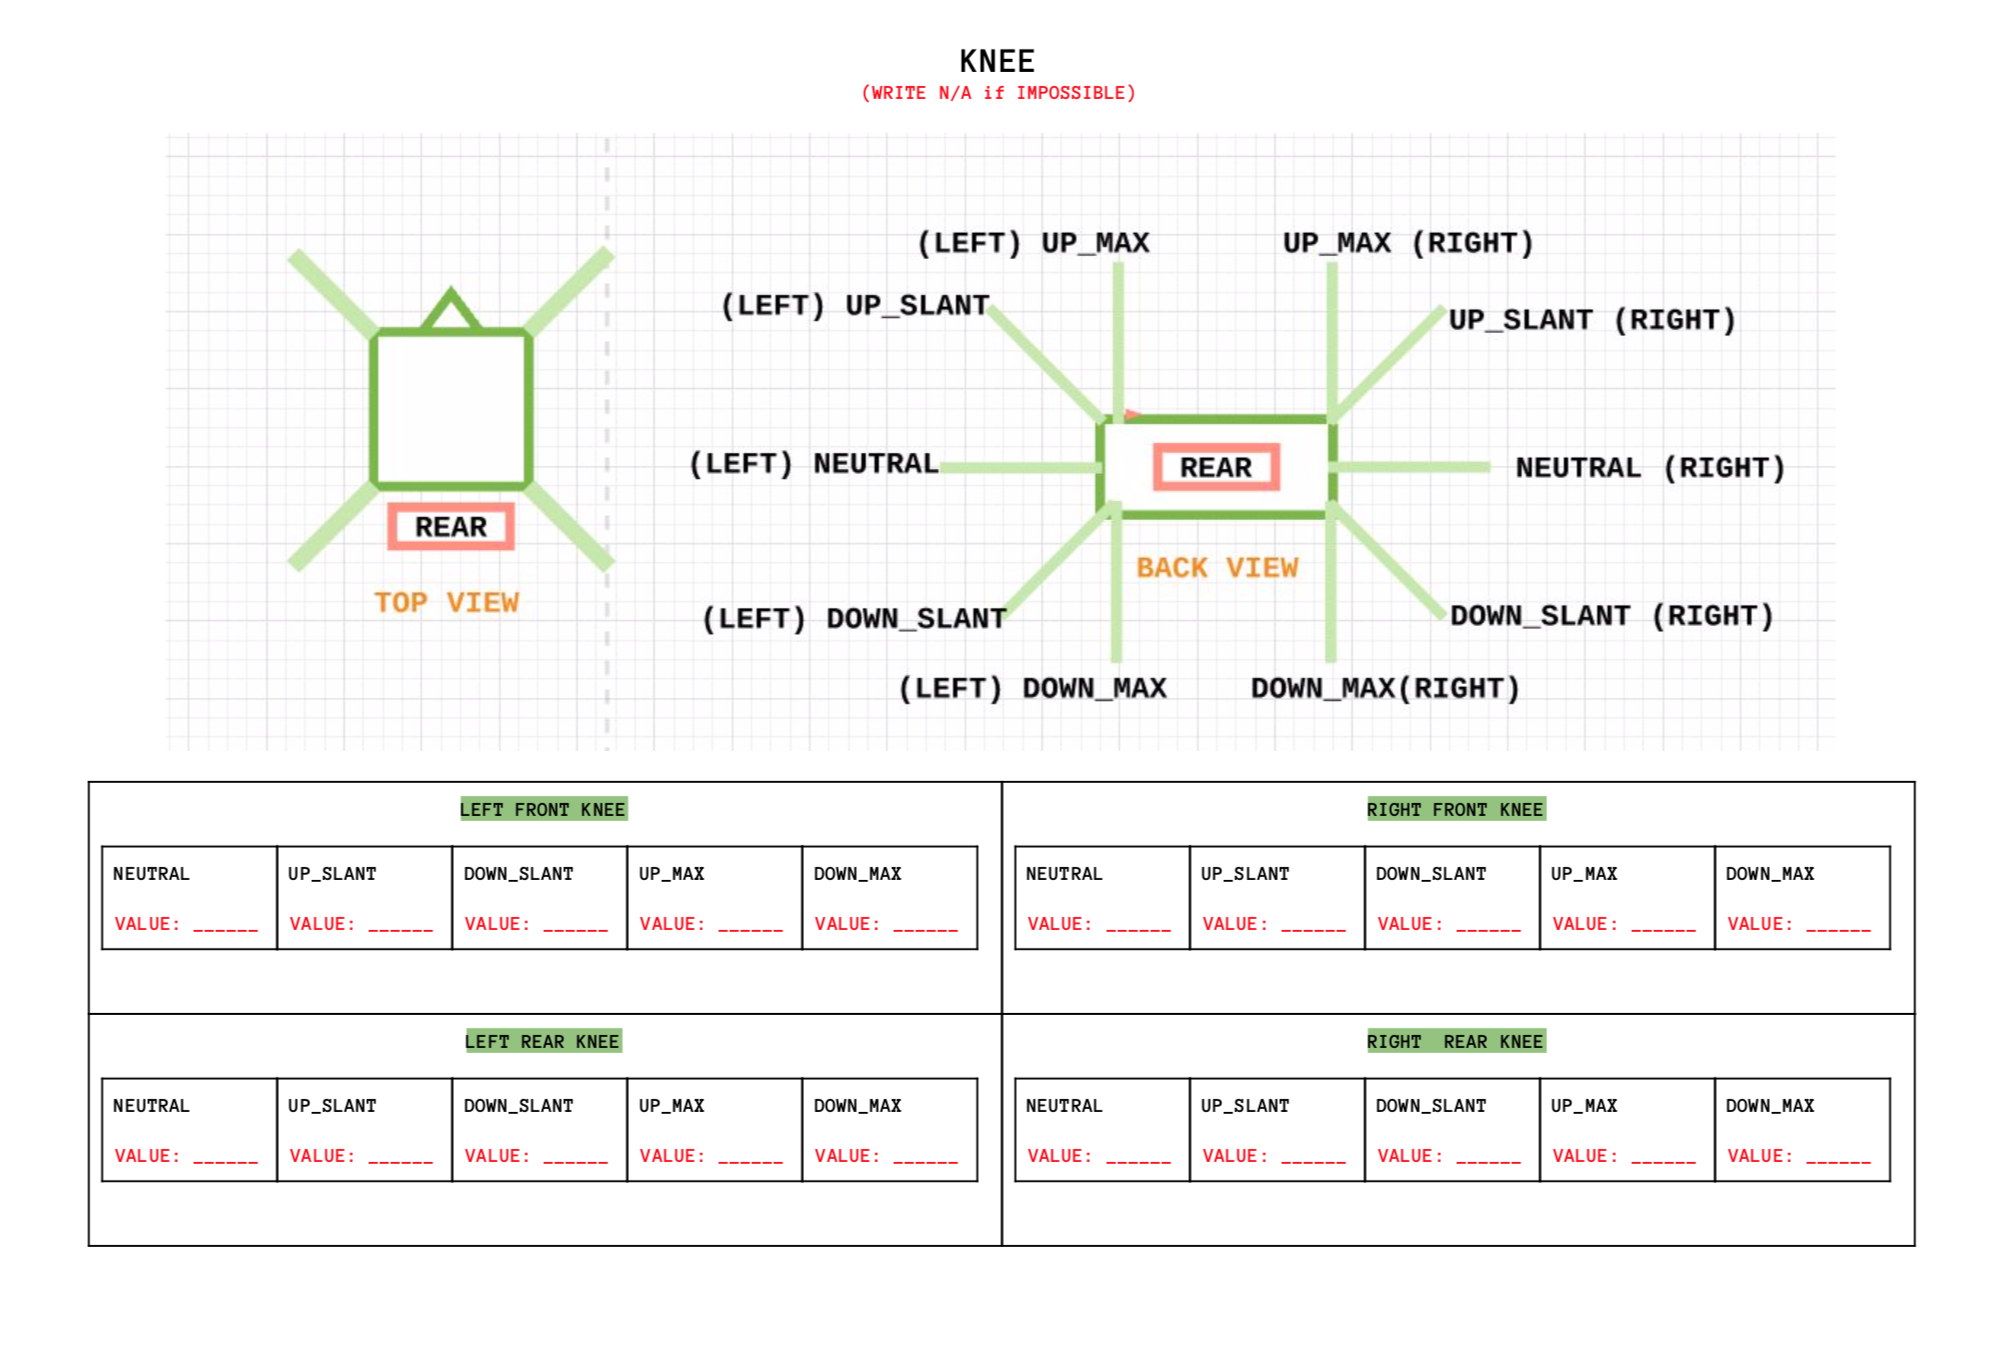 KNEE
(WRITE N/A if IMPOSSIBLE)
(LEFT) UP_MAX
UP_MAX (RIGHT)
(LEFT) UP_SLANT
UP_SLANT (RIGHT)
(LEFT) NEUTRAL
REAR
NEUTRAL (RIGHT)
REAR
BACK VIEW
TOP VIEW
(LEFT) DOWN_SLANT
DOWN_SLANT (RIGHT)
(LEFT) DOWN_MAX
DOWN_MAX(RIGHT)
LEFT FRONT KNEE
NEUTRAL UP_SLANT DOWN_SLANT UP_MAX DOWN_MAX
VALUE: ______ VALUE: ______ VALUE: ______ VALUE: ______ VALUE: ______
RIGHT FRONT KNEE
NEUTRAL UP_SLANT DOWN_SLANT UP_MAX DOWN_MAX
VALUE: ______ VALUE: ______ VALUE: ______ VALUE: ______ VALUE: ______
LEFT REAR KNEE
NEUTRAL UP_SLANT DOWN_SLANT UP_MAX DOWN_MAX
VALUE: ______ VALUE: ______ VALUE: ______ VALUE: ______ VALUE: ______
RIGHT  REAR KNEE
NEUTRAL UP_SLANT DOWN_SLANT UP_MAX DOWN_MAX
VALUE: ______ VALUE: ______ VALUE: ______ VALUE: ______ VALUE: ______